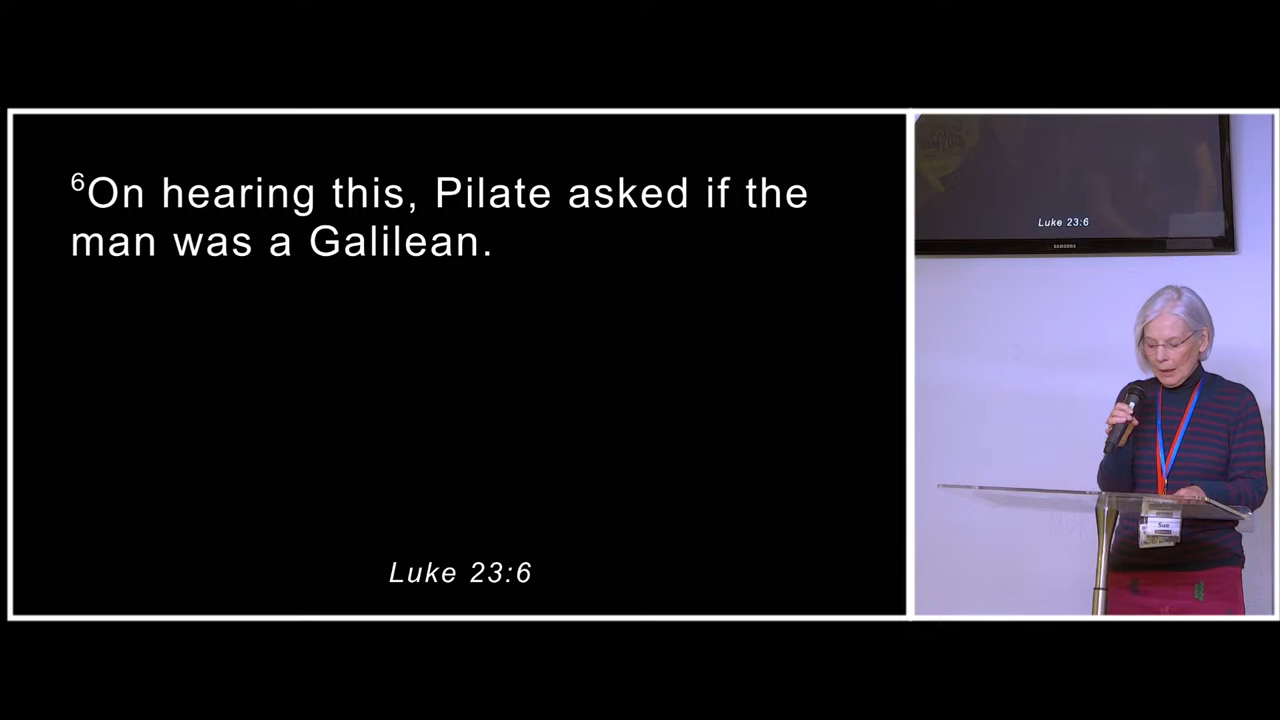 ⁶On hearing this, Pilate asked if the
man was a Galilean.
Luke 23:6
Luke 23:6
SAMSUNG
Sue